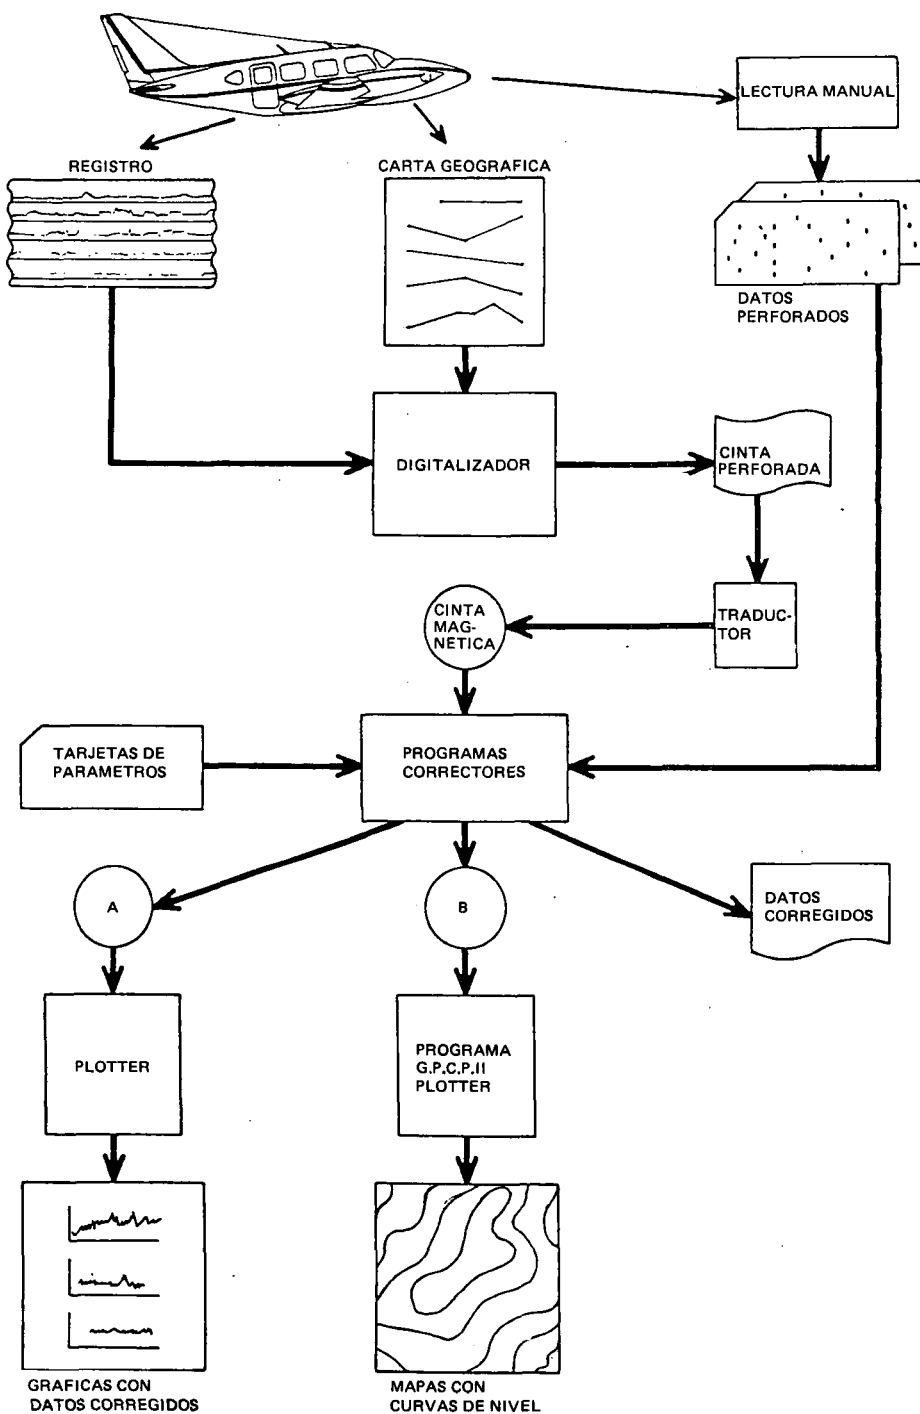 LECTURA MANUAL
REGISTRO
CARTA GEOGRAFICA
DATOS
PERFORADOS
DIGITALIZADOR
CINTA
PERFORADA
CINTA
MAG-
NETICA
TRADUC-
TOR
TARJETAS DE
PARAMETROS
PROGRAMAS
CORRECTORES
A
B
DATOS
CORREGIDOS
PLOTTER
PROGRAMA
G.P.C.P.II
PLOTTER
GRAFICAS CON
DATOS CORREGIDOS
MAPAS CON
CURVAS DE NIVEL